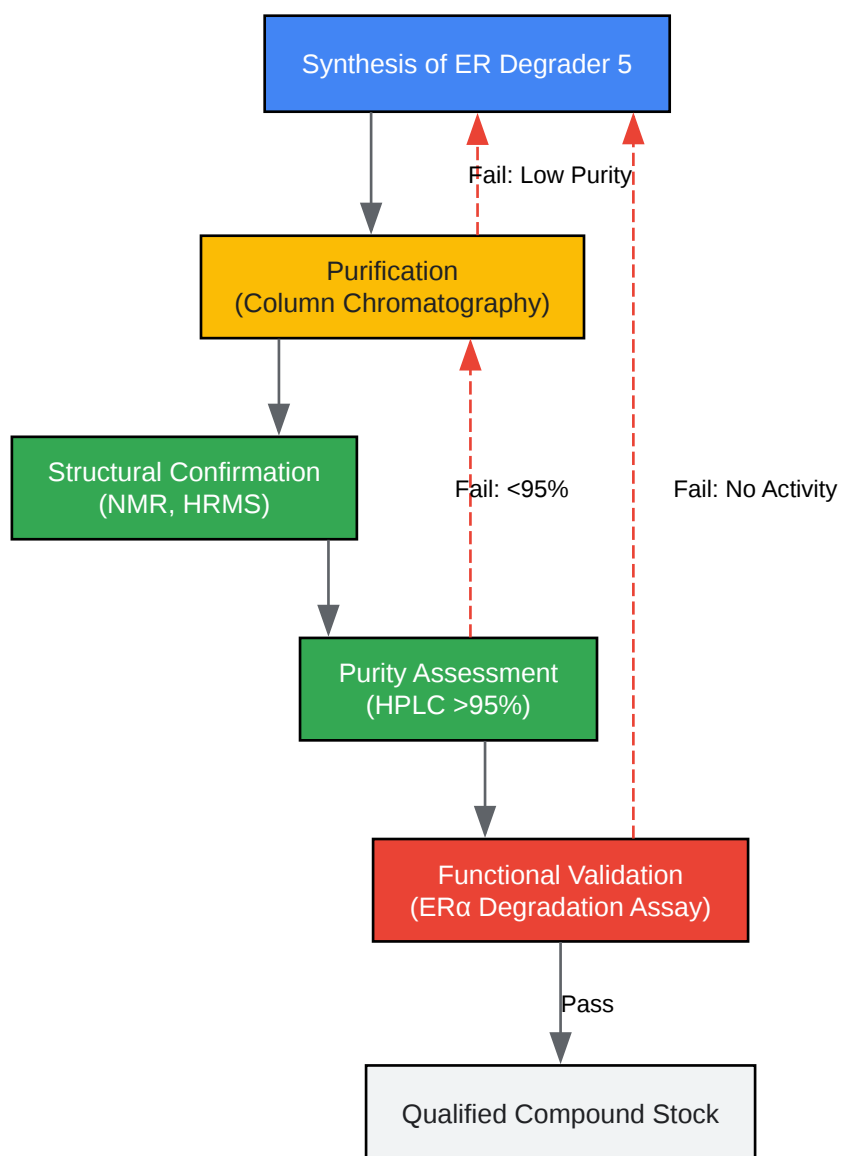 Synthesis of ER Degrader 5
Fail: Low Purity
Purification
(Column Chromatography)
Structural Confirmation
(NMR, HRMS)
Fail: <95%
Fail: No Activity
Purity Assessment
(HPLC >95%)
Functional Validation
(ERα Degradation Assay)
Pass
Qualified Compound Stock